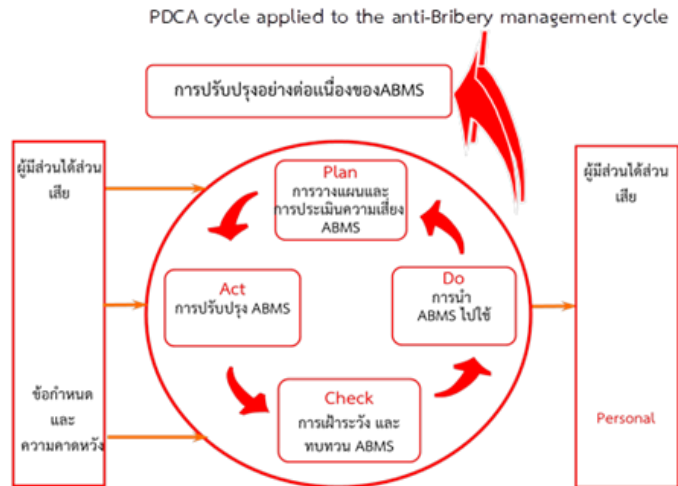 PDCA cycle applied to the anti-Bribery management cycle
การปรับปรุงอย่างต่อแนื่องของABMS
ผู้มีส่วนได้ส่วน
เสีย
ข้อกำหนด
และ
ความคาดหวัง
Plan
การวางแผนและ
การประเมินความเสี่ยง
ABMS
Act
การปรับปรุง ABMS
Do
การนำ
ABMS ไปใช้
Check
การเฝ้าระวัง และ
ทบทวน ABMS
ผู้มีส่วนได้ส่วน
เสีย
Personal